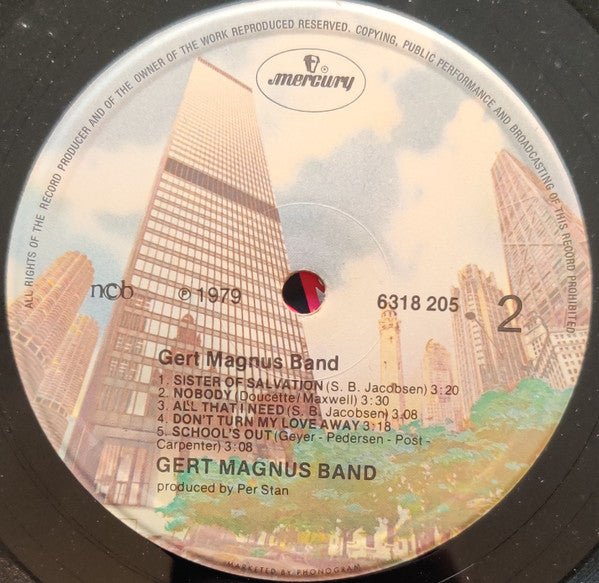 ALL RIGHTS OF THE RECORD PRODUCER AND OF THE OWNER OF THE WORK REPRODUCED RESERVED. COPYING, PUBLIC PERFORMANCE AND BROADCASTING OF THIS RECORD PROHIBITED
mercury
ncb
℗ 1979
6318 205
2
Gert Magnus Band
1. SISTER OF SALVATION (S. B. Jacobsen) 3:20
2. NOBODY (Doucette/Maxwell) 3:30
3. ALL THAT I NEED (S. B. Jacobsen) 3.08
4. DON'T TURN MY LOVE AWAY 3:18
5. SCHOOL'S OUT (Geyer - Pedersen - Post -
Carpenter) 3:08
GERT MAGNUS BAND
produced by Per Stan
MARKETED BY PHONOGRAM